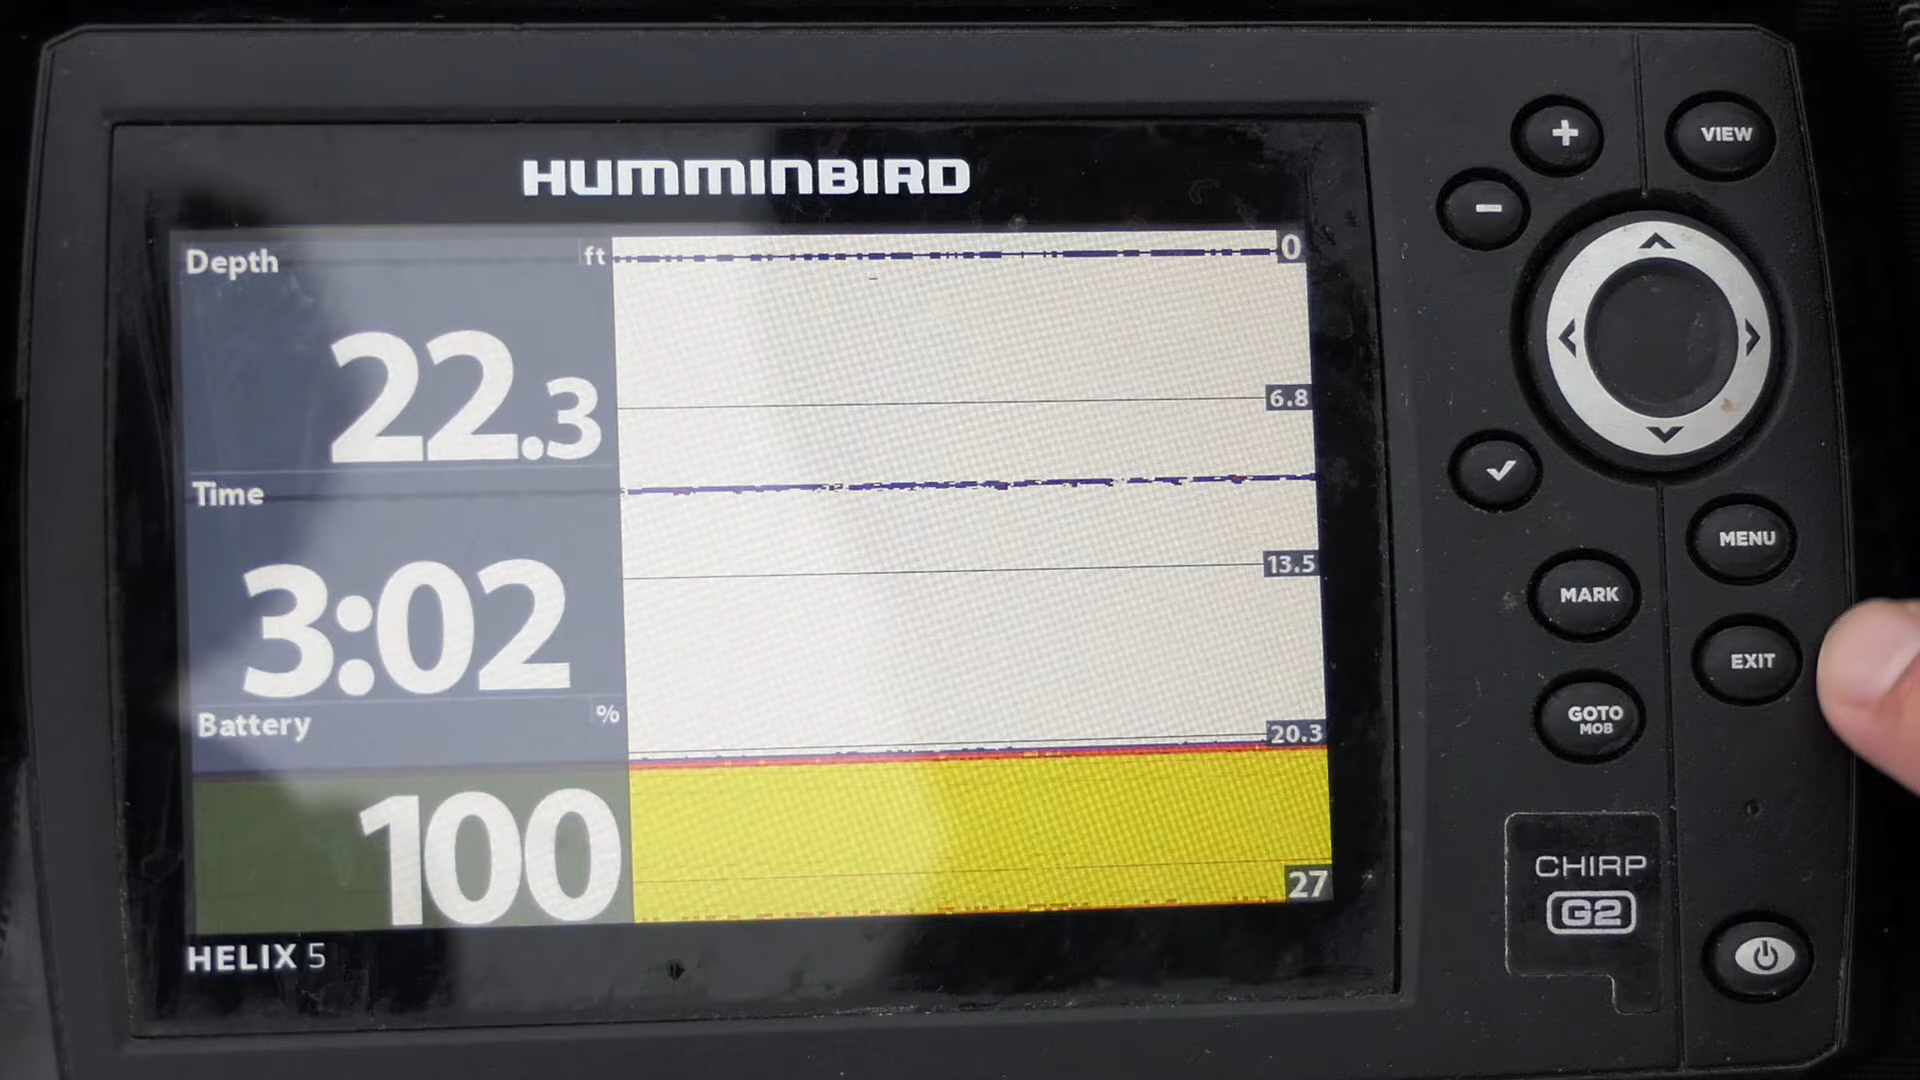 HUMMINBIRD
Depth ft
22.3
Time
3:02
Battery %
100
0
6.8
13.5
20.3
27
HELIX 5
+
VIEW
-
MENU
MARK
EXIT
GOTO
MOB
CHIRP
G2